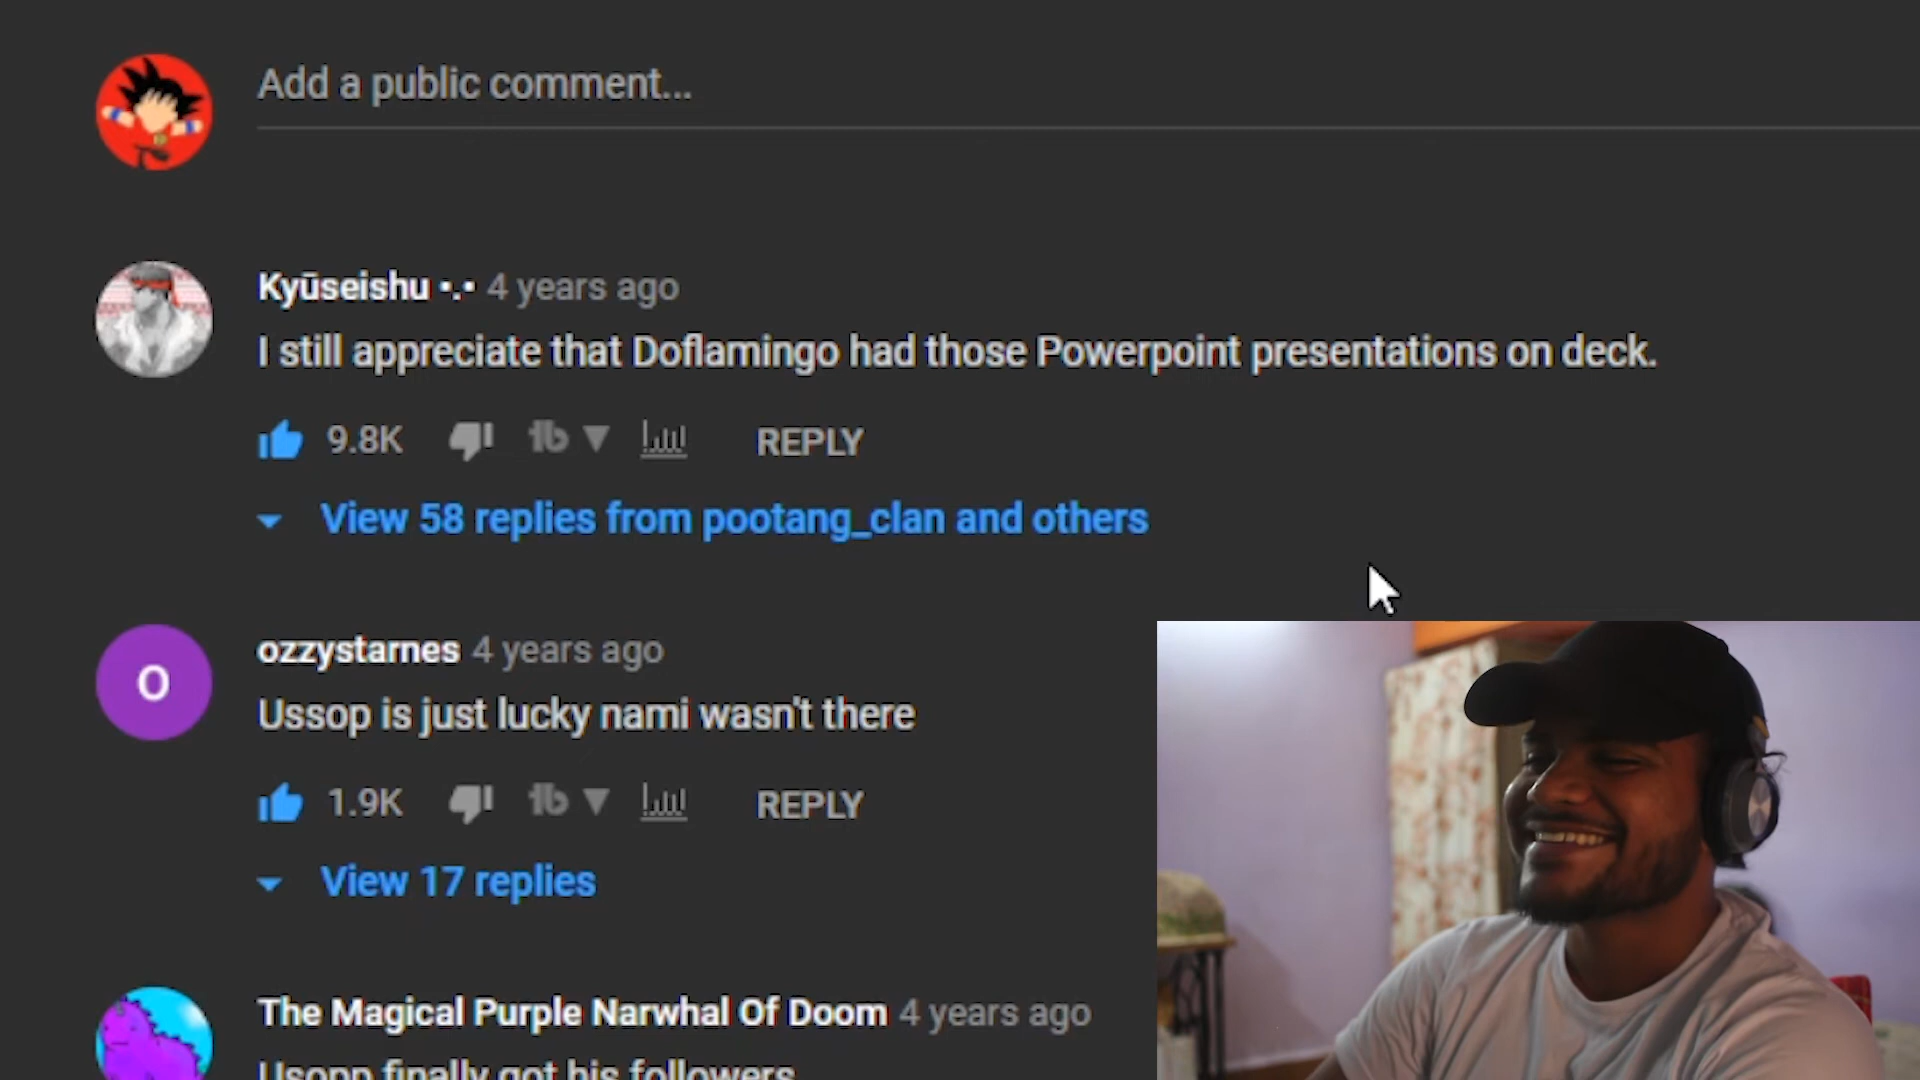 Add a public comment...
Kyūseishu •.• 4 years ago
I still appreciate that Doflamingo had those Powerpoint presentations on deck.
9.8K REPLY
View 58 replies from pootang_clan and others
O
ozzystarnes 4 years ago
Ussop is just lucky nami wasn't there
1.9K REPLY
View 17 replies
The Magical Purple Narwhal Of Doom 4 years ago
Usopp finally got his followers